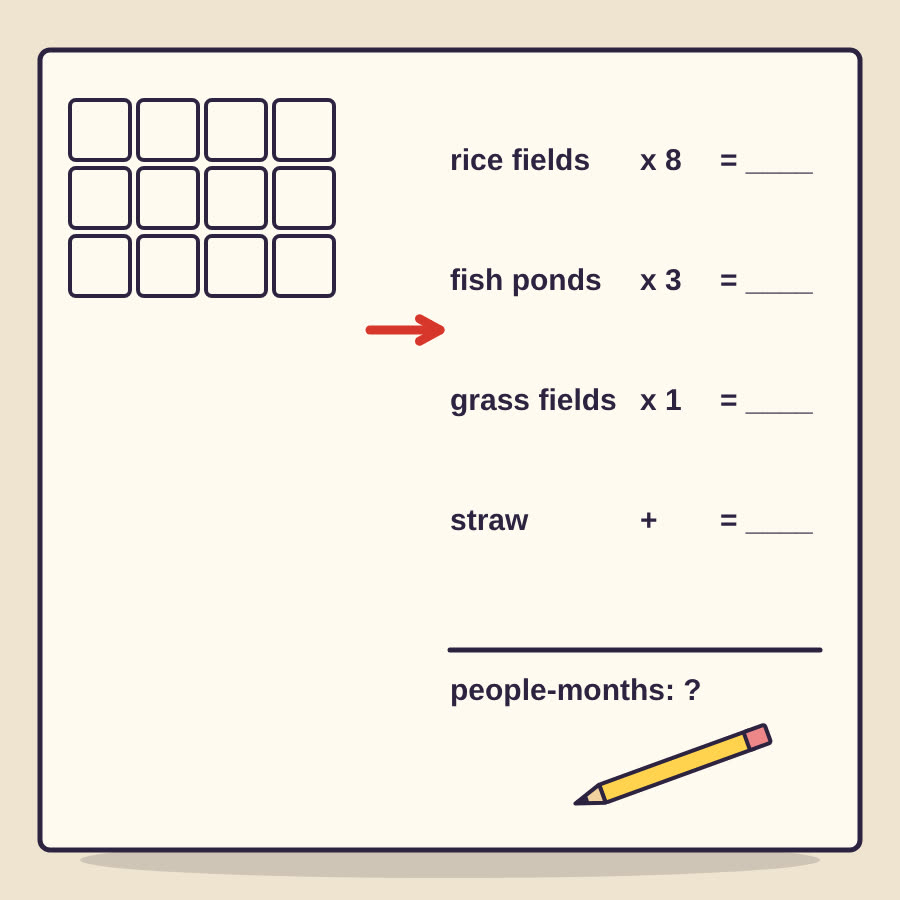 rice fields x 8 = ____
fish ponds x 3 = ____
grass fields x 1 = ____
straw + = ____
people-months: ?